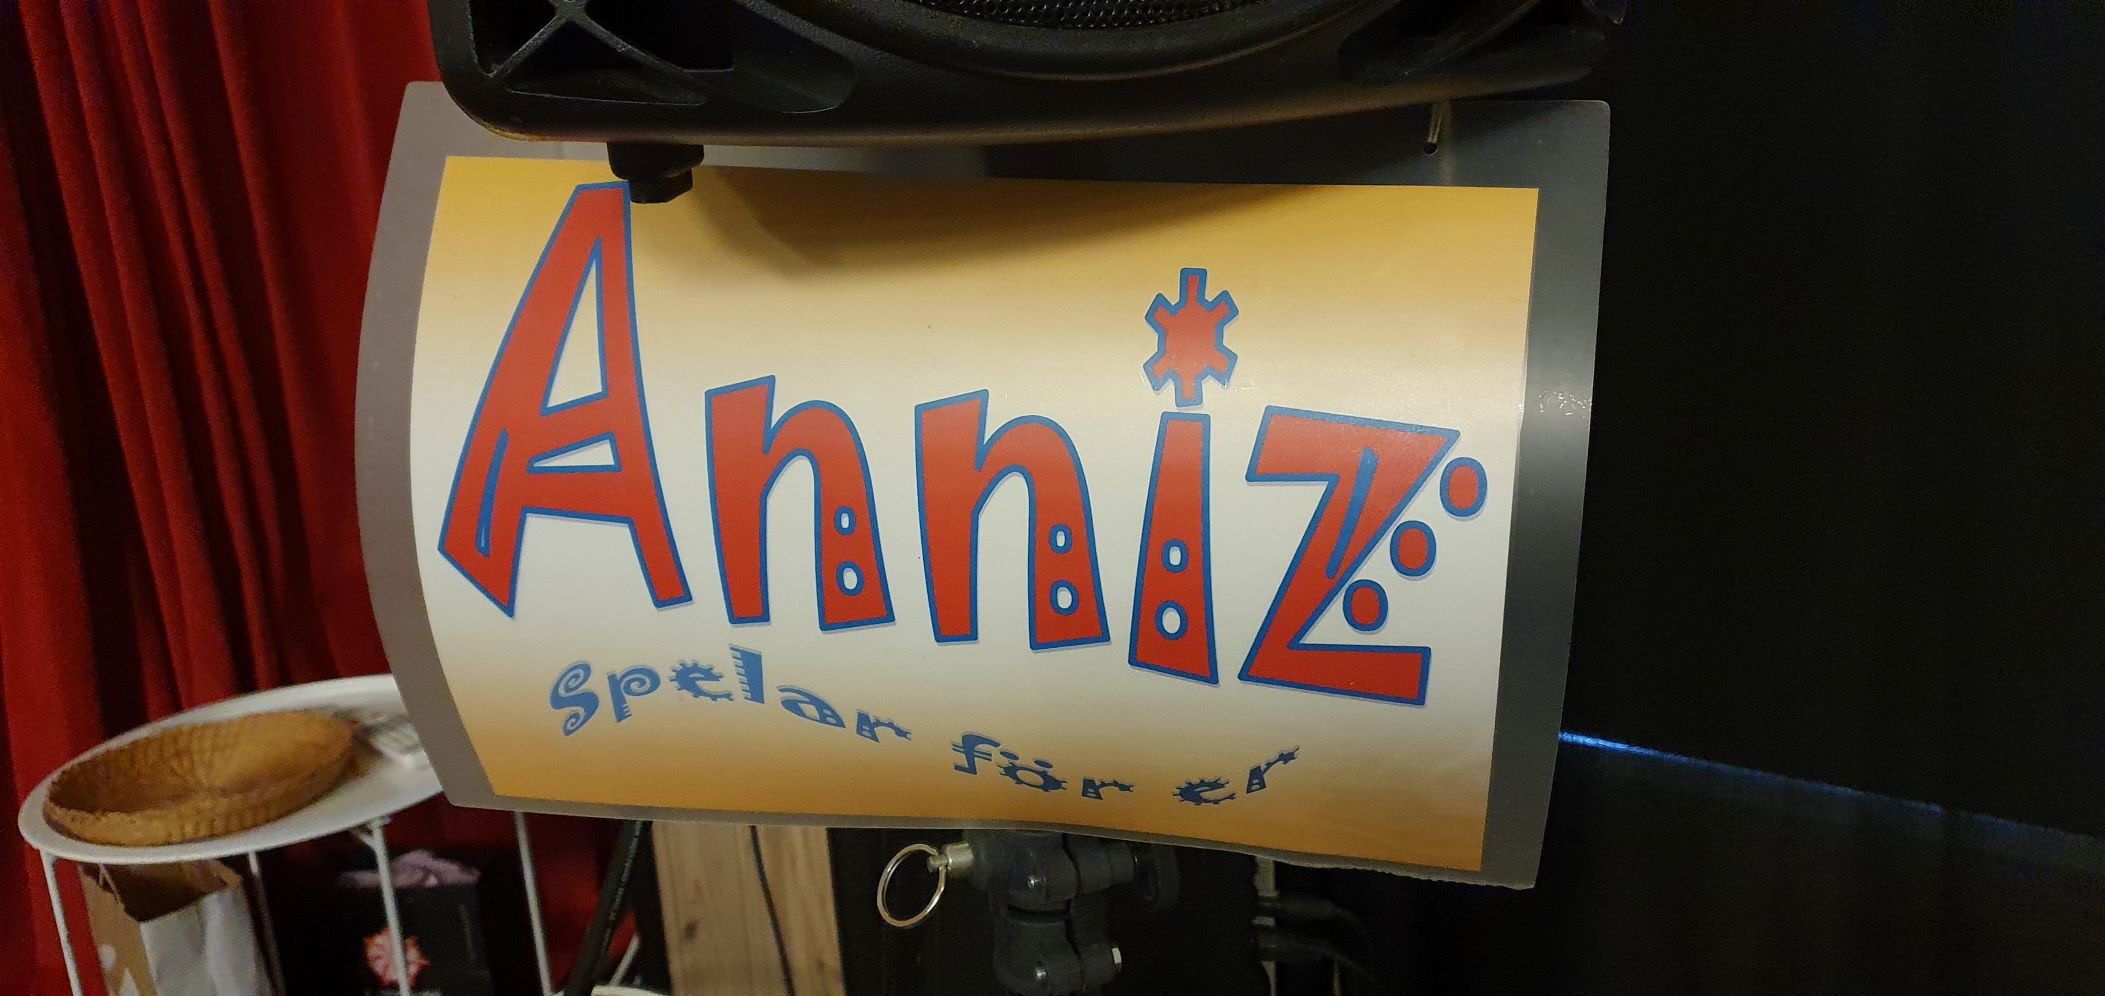 Anniz
spelar för er